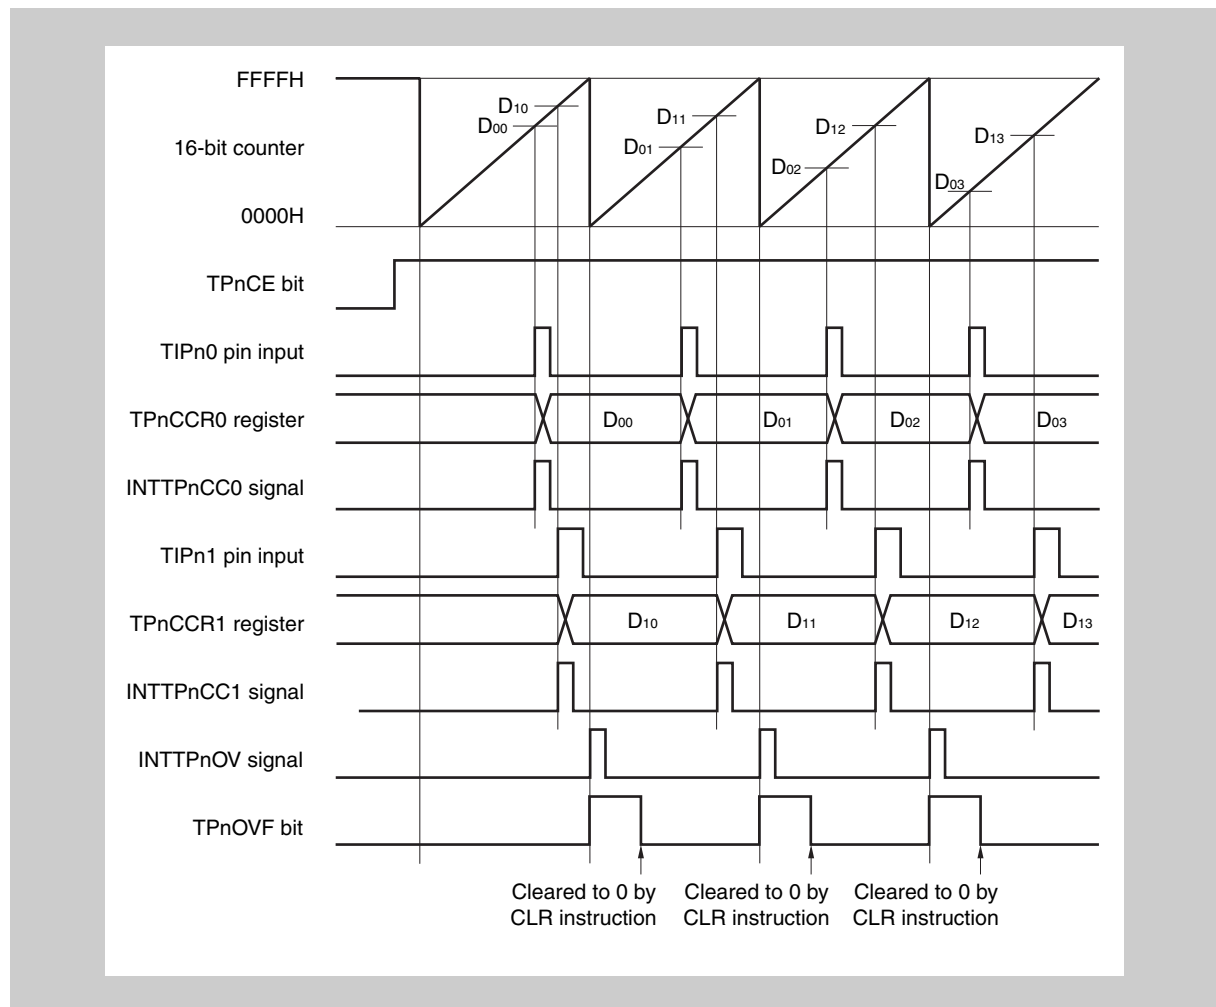 FFFFH
D10
D00
D11
D12
D13
16-bit counter
D01
D02
D03
0000H
TPnCE bit
TIPn0 pin input
TPnCCR0 register
D00
D01
D02
D03
INTTPnCC0 signal
TIPn1 pin input
TPnCCR1 register
D10
D11
D12
D13
INTTPnCC1 signal
INTTPnOV signal
TPnOVF bit
Cleared to 0 by
CLR instruction
Cleared to 0 by
CLR instruction
Cleared to 0 by
CLR instruction